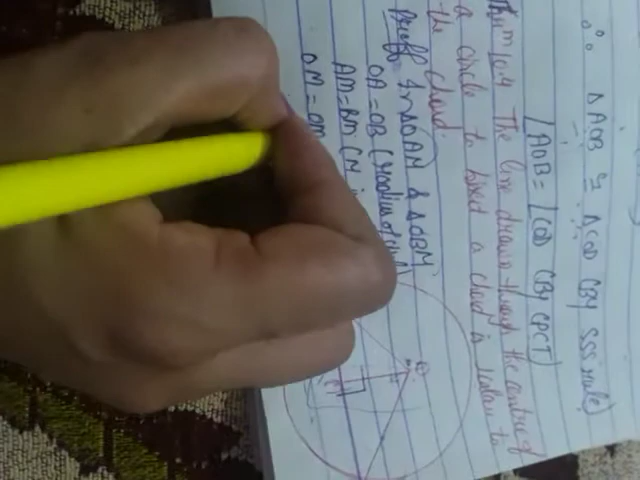 ∴ ΔAOB ≅ ΔCOD (By SSS rule)
∠AOB = ∠COD (By CPCT)
Thm 10.4 The line drawn through the centre of
a circle to bisect a chord is to
the chord.
Proof In ΔOAM & ΔOBM
OA = OB (Radius of
AM = BM (
OM = OM